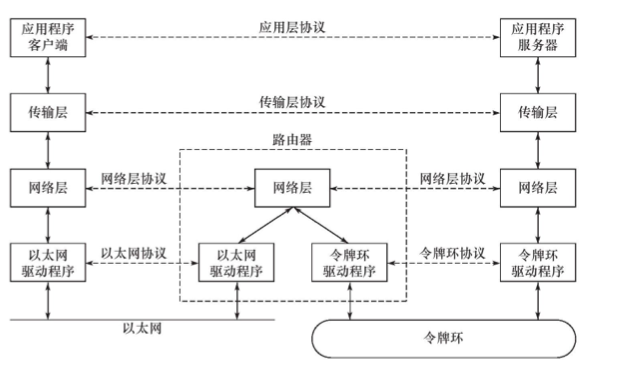 应用程序
客户端
应用层协议
应用程序
服务器
传输层
传输层协议
传输层
路由器
网络层
网络层协议
网络层
网络层协议
网络层
以太网
驱动程序
以太网协议
以太网
驱动程序
令牌环
驱动程序
令牌环协议
令牌环
驱动程序
以太网
令牌环